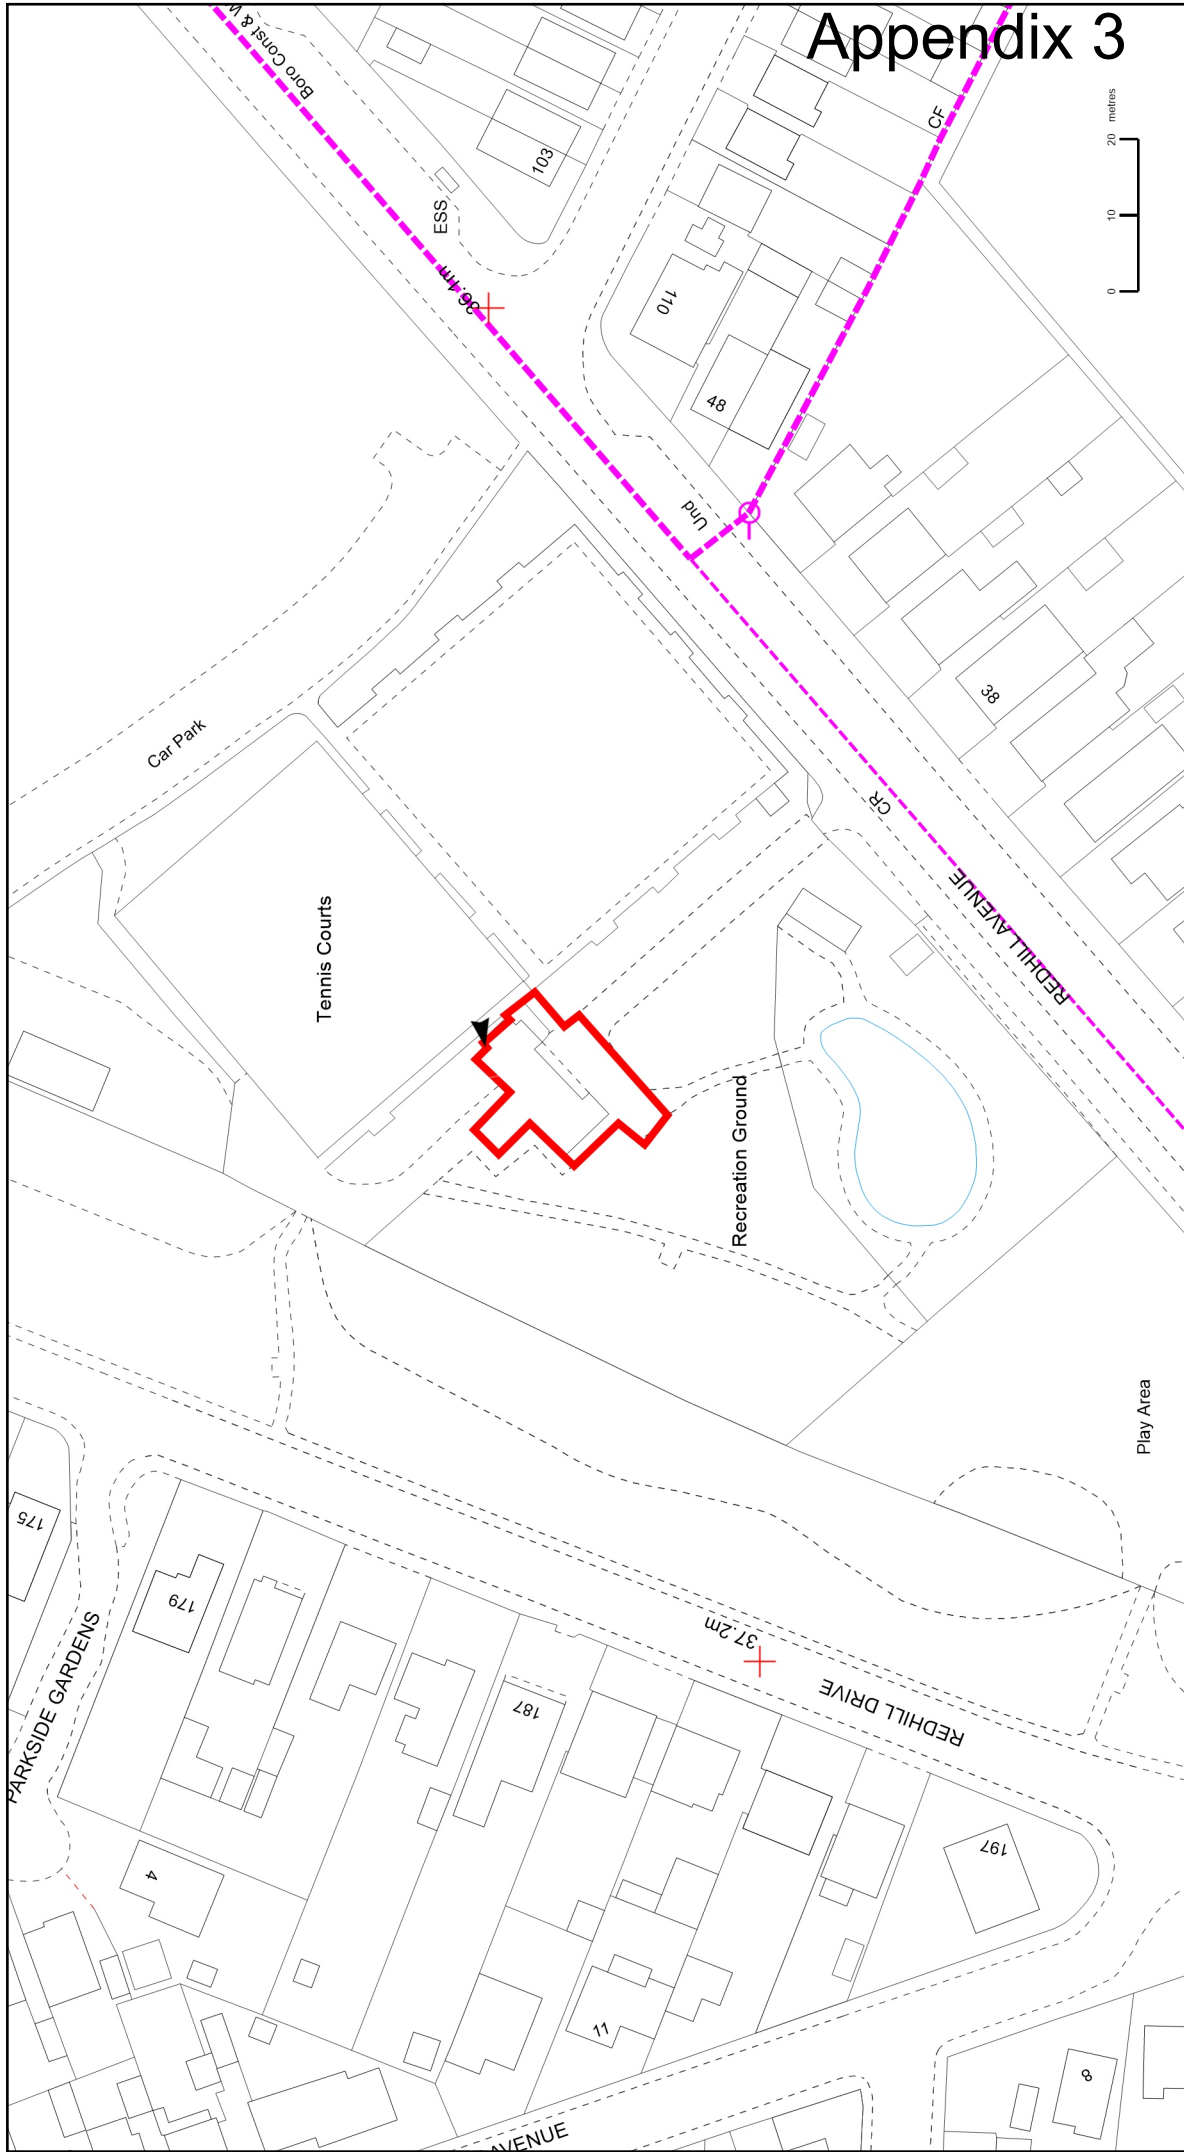 Appendix 3
Boro Const & W
CF
metres
20
10
0
103
ESS
36.1m
110
48
Und
38
Car Park
CR
REDHILL AVENUE
Tennis Courts
Recreation Ground
Play Area
175
PARKSIDE GARDENS
179
37.2m
REDHILL DRIVE
187
197
4
11
8
AVENUE